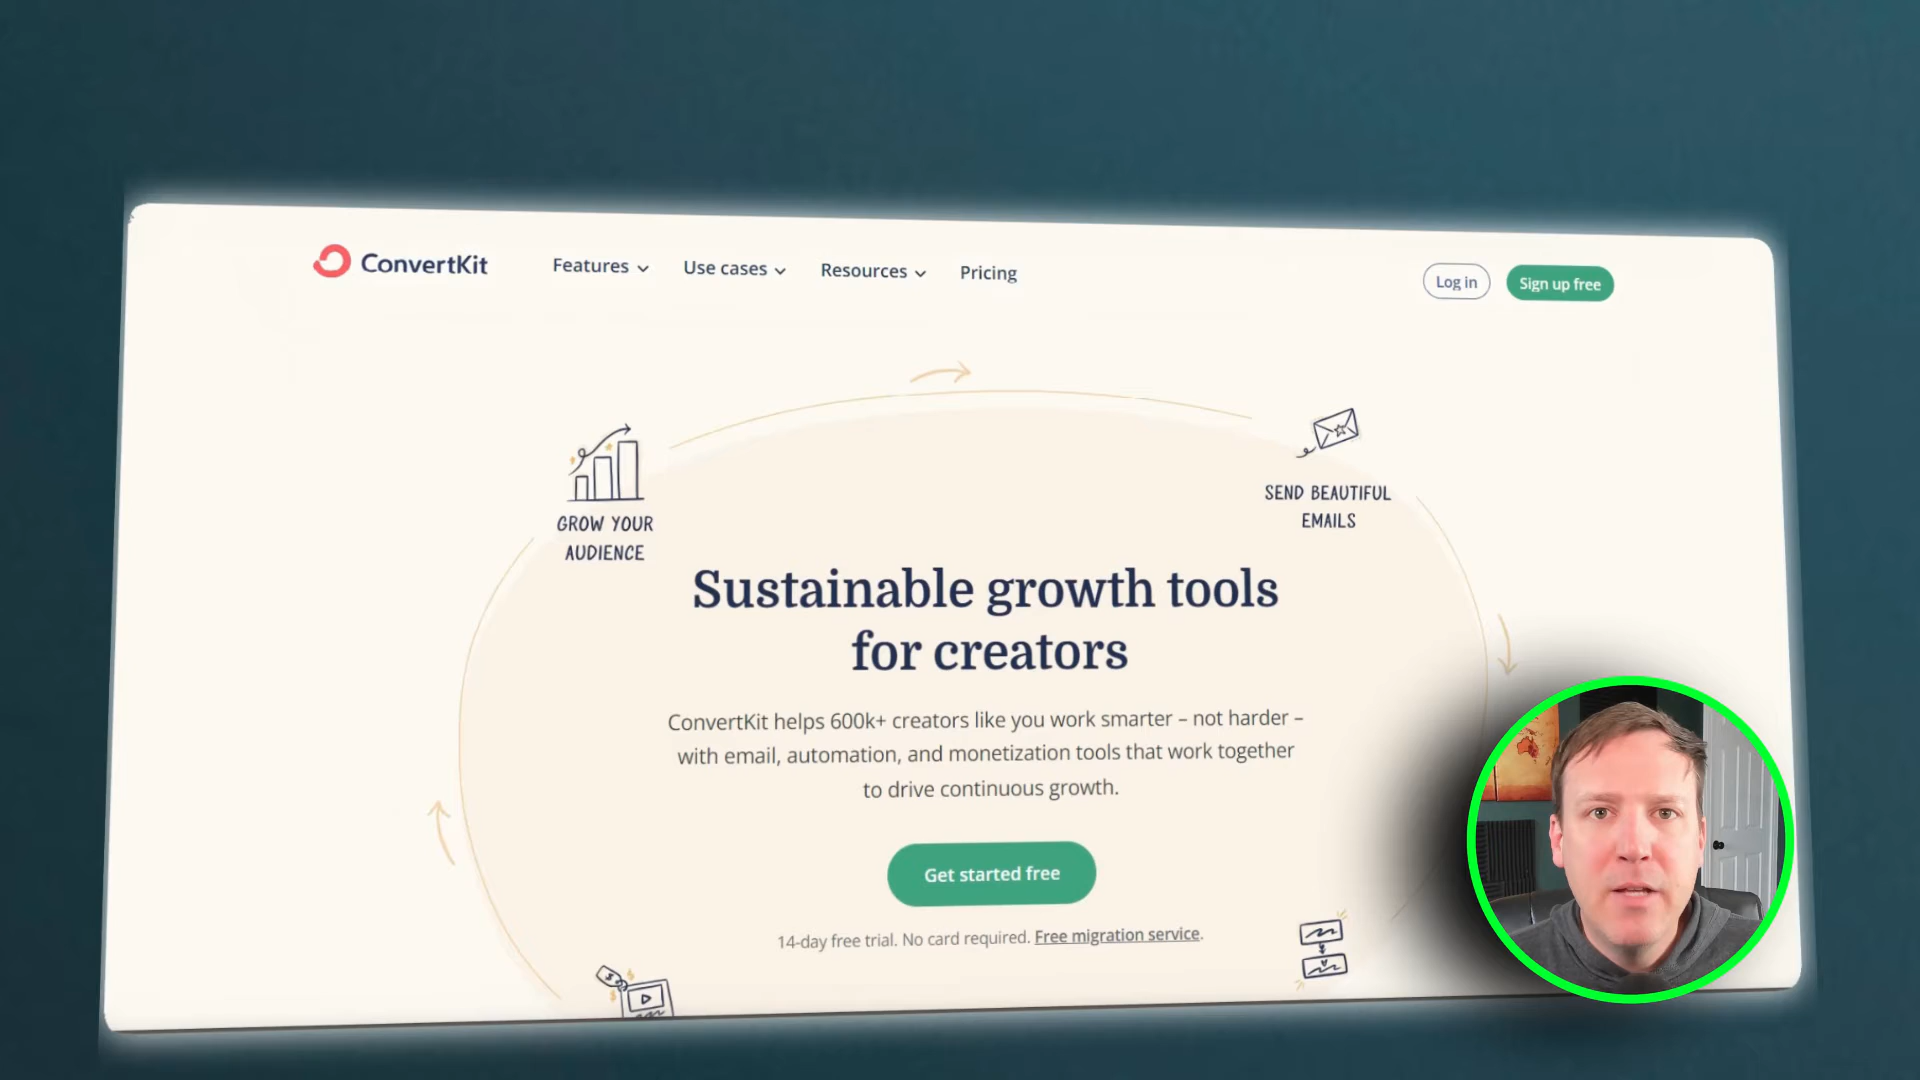 ConvertKit
Features
Use cases
Resources
Pricing
Log in
Sign up free
GROW YOUR
AUDIENCE
SEND BEAUTIFUL
EMAILS
Sustainable growth tools
for creators
ConvertKit helps 600k+ creators like you work smarter – not harder –
with email, automation, and monetization tools that work together
to drive continuous growth.
Get started free
14-day free trial. No card required. Free migration service.